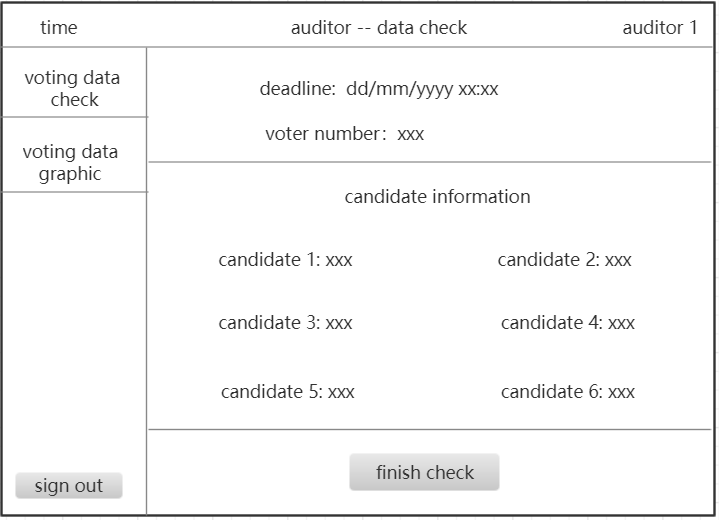 time
auditor -- data check
auditor 1
voting data
check
voting data
graphic
sign out
deadline:  dd/mm/yyyy xx:xx
voter number:  xxx
candidate information
candidate 1: xxx
candidate 2: xxx
candidate 3: xxx
candidate 4: xxx
candidate 5: xxx
candidate 6: xxx
finish check